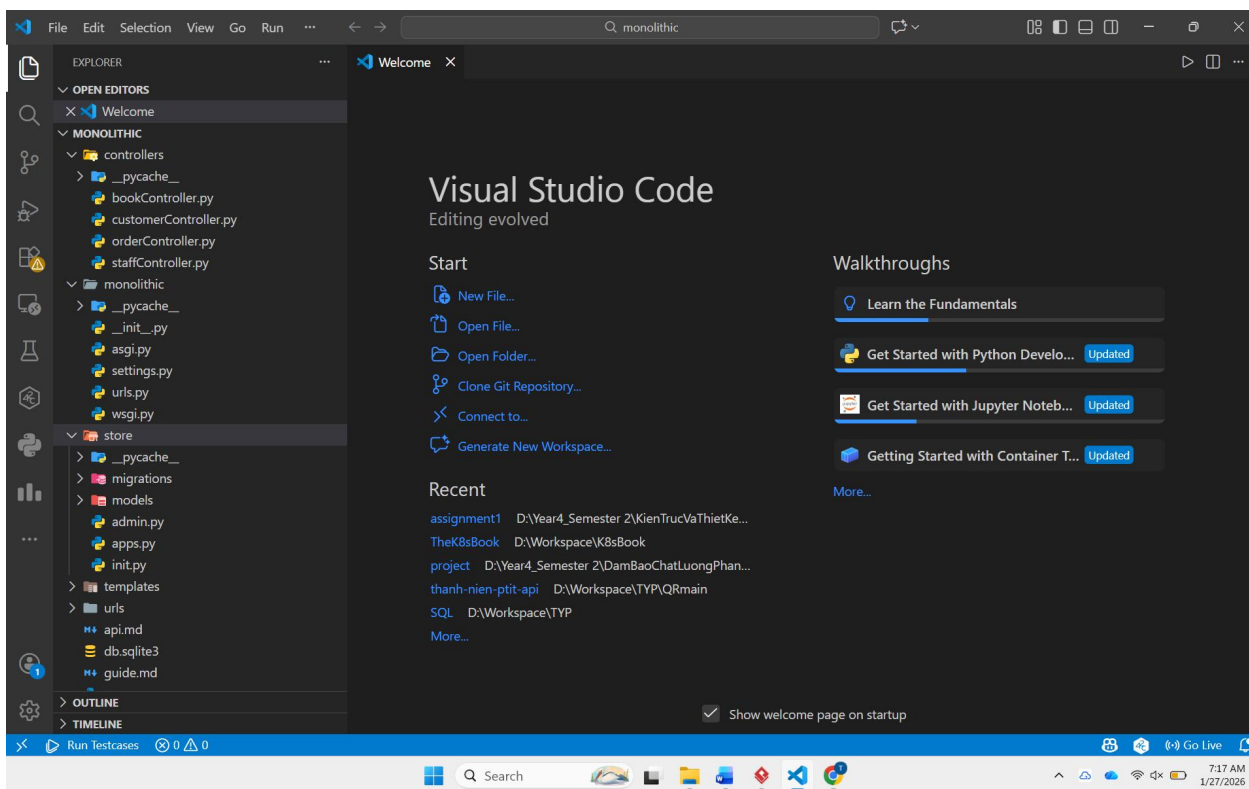 File Edit Selection View Go Run ··· monolithic
EXPLORER ···
OPEN EDITORS
Welcome
MONOLITHIC
controllers
__pycache__
bookController.py
customerController.py
orderController.py
staffController.py
monolithic
__pycache__
__init__.py
asgi.py
settings.py
urls.py
wsgi.py
store
__pycache__
migrations
models
admin.py
apps.py
init.py
templates
urls
api.md
db.sqlite3
guide.md
OUTLINE
TIMELINE
Welcome
Visual Studio Code
Editing evolved
Start
New File...
Open File...
Open Folder...
Clone Git Repository...
Connect to...
Generate New Workspace...
Recent
assignment1 D:\Year4_Semester 2\KienTrucVaThietKe...
TheK8sBook D:\Workspace\K8sBook
project D:\Year4_Semester 2\DamBaoChatLuongPhan...
thanh-nien-ptit-api D:\Workspace\TYP\QRmain
SQL D:\Workspace\TYP
More...
Walkthroughs
Learn the Fundamentals
Get Started with Python Develo... Updated
Get Started with Jupyter Noteb... Updated
Getting Started with Container T... Updated
More...
Show welcome page on startup
1
Run Testcases 0 0
Go Live
Search
7:17 AM
1/27/2026